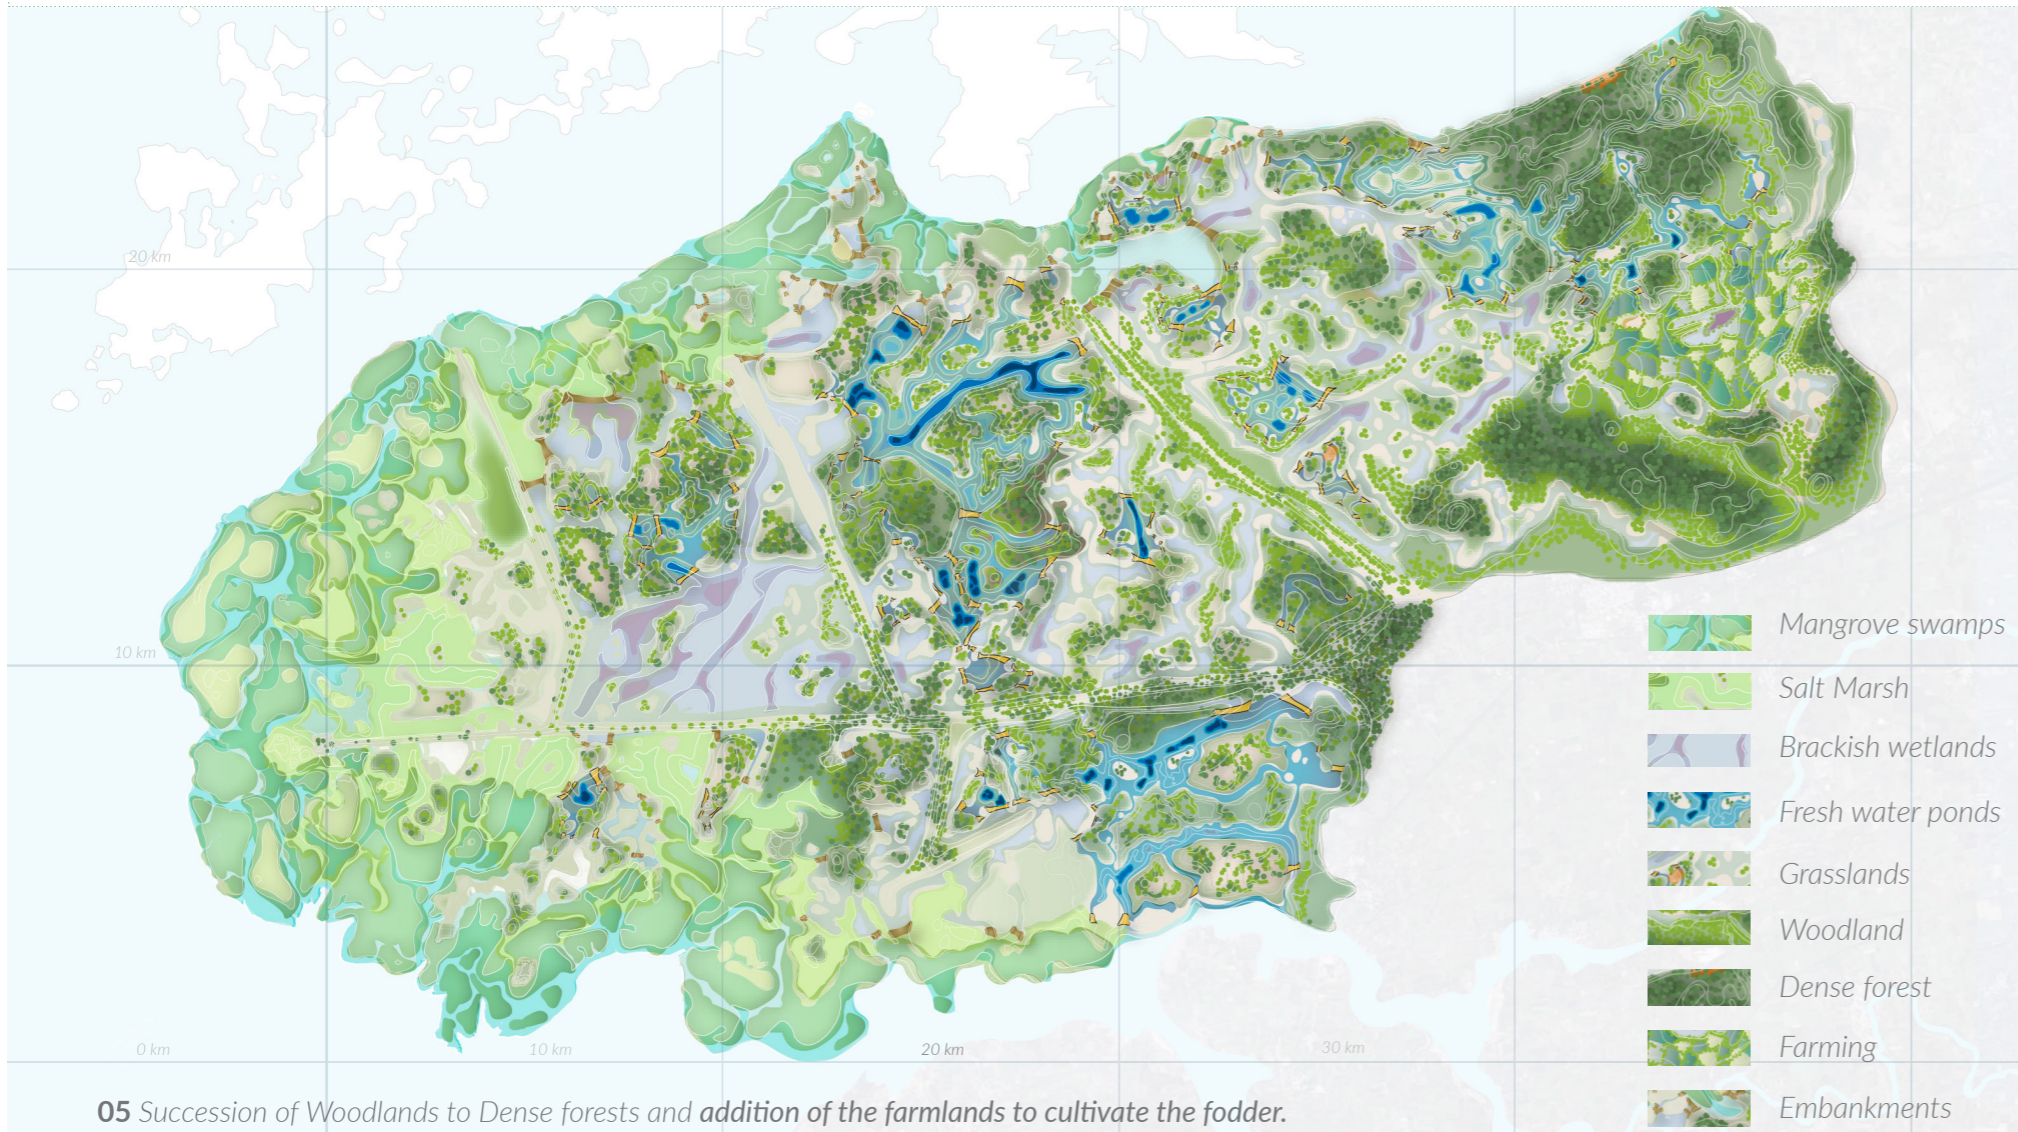 20 km
10 km
0 km
10 km
20 km
30 km
Mangrove swamps
Salt Marsh
Brackish wetlands
Fresh water ponds
Grasslands
Woodland
Dense forest
Farming
Embankments
05 Succession of Woodlands to Dense forests and addition of the farmlands to cultivate the fodder.